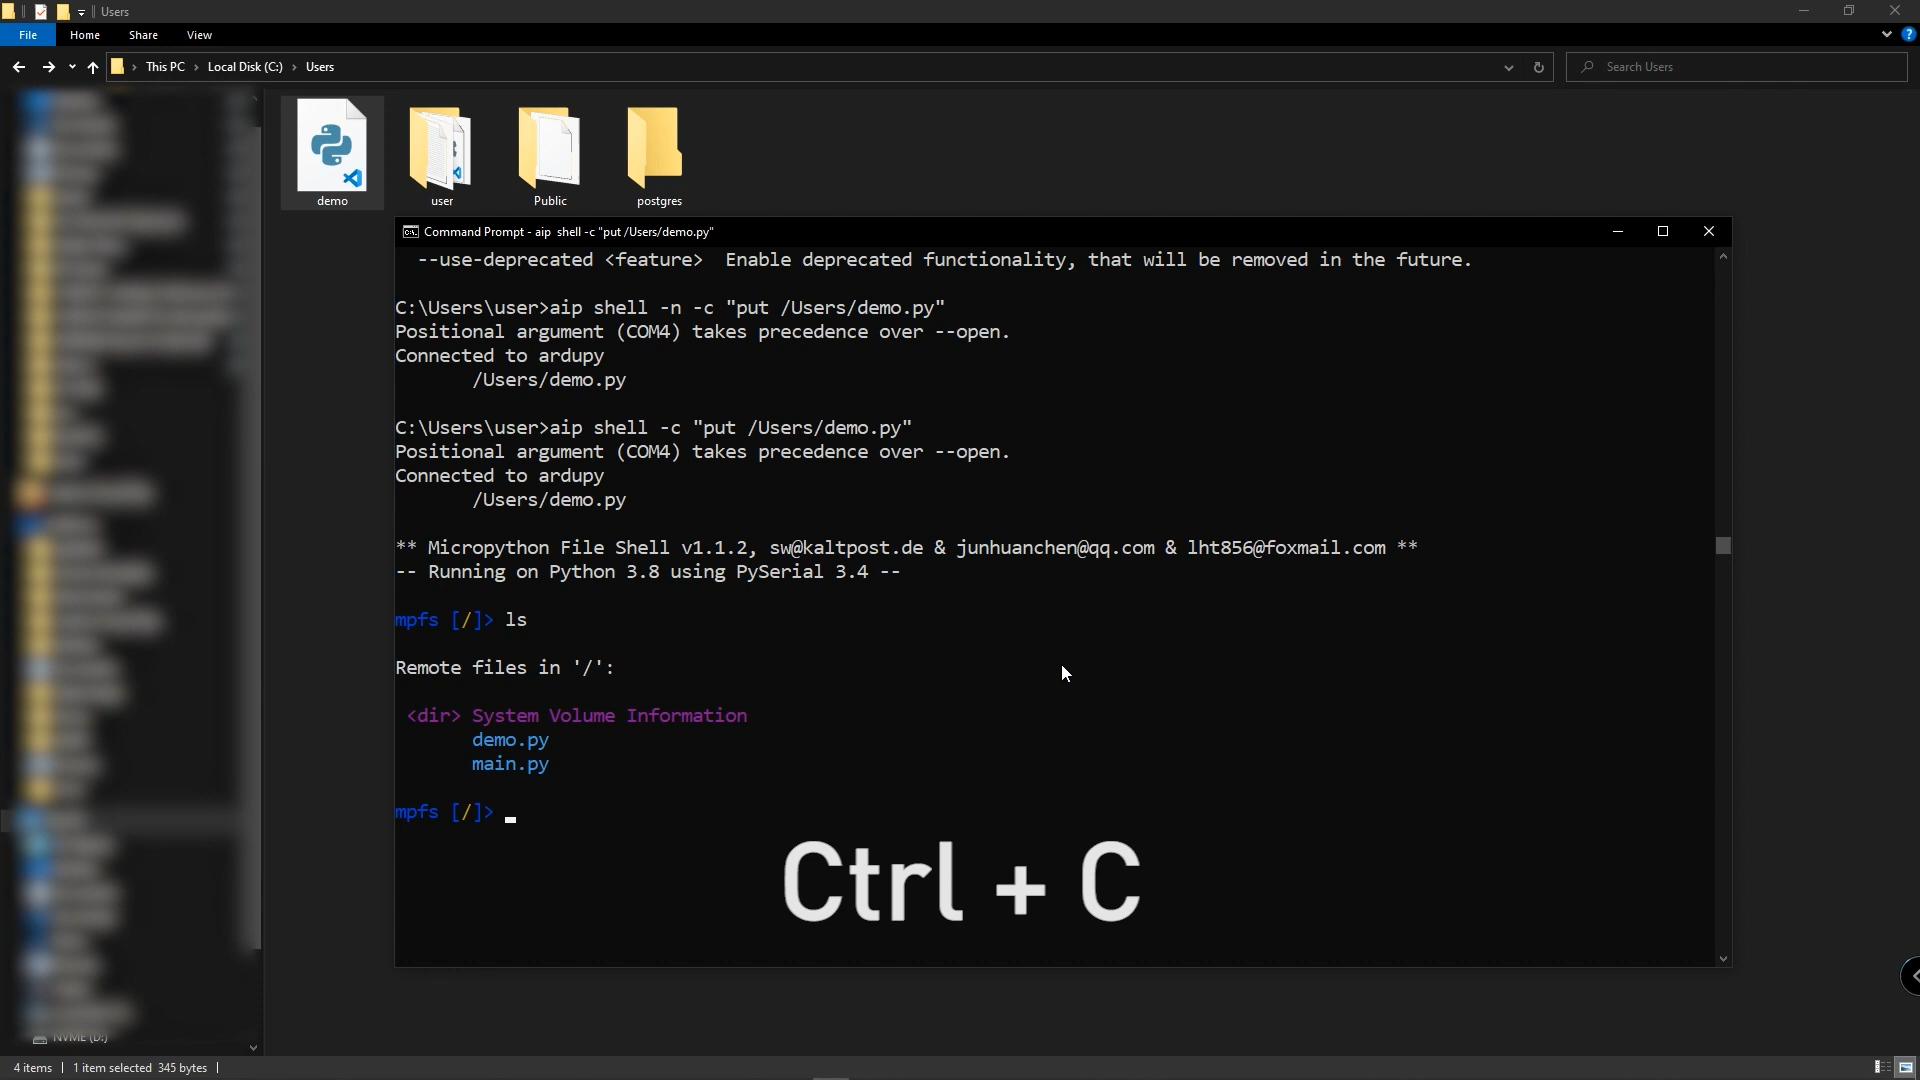 Users
File Home Share View
This PC > Local Disk (C:) > Users
Search Users
demo user Public postgres
Command Prompt - aip shell -c "put /Users/demo.py"
--use-deprecated <feature> Enable deprecated functionality, that will be removed in the future.
C:\Users\user>aip shell -n -c "put /Users/demo.py"
Positional argument (COM4) takes precedence over --open.
Connected to ardupy
/Users/demo.py
C:\Users\user>aip shell -c "put /Users/demo.py"
Positional argument (COM4) takes precedence over --open.
Connected to ardupy
/Users/demo.py
** Micropython File Shell v1.1.2, sw@kaltpost.de & junhuanchen@qq.com & lht856@foxmail.com **
-- Running on Python 3.8 using PySerial 3.4 --
mpfs [/]> ls
Remote files in '/':
<dir> System Volume Information
demo.py
main.py
mpfs [/]>
Ctrl + C
NVME (D:)
4 items 1 item selected 345 bytes